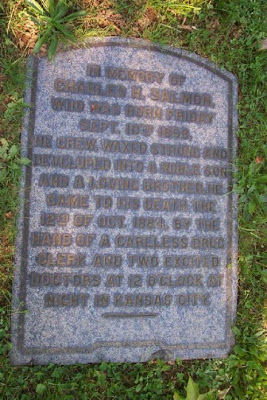 IN MEMORY OF
CHARLES H. SALMON,
WHO WAS BORN FRIDAY
SEPT. 10TH 1858.
HE GREW, WAXED STRONG AND
DEVELOPED INTO A NOBLE SON
AND A LOVING BROTHER. HE
CAME TO HIS DEATH THE
12TH OF OCT. 1884, BY THE
HAND OF A CARELESS DRUG
CLERK AND TWO EXCITED
DOCTORS AT 12 O'CLOCK AT
NIGHT IN KANSAS CITY.